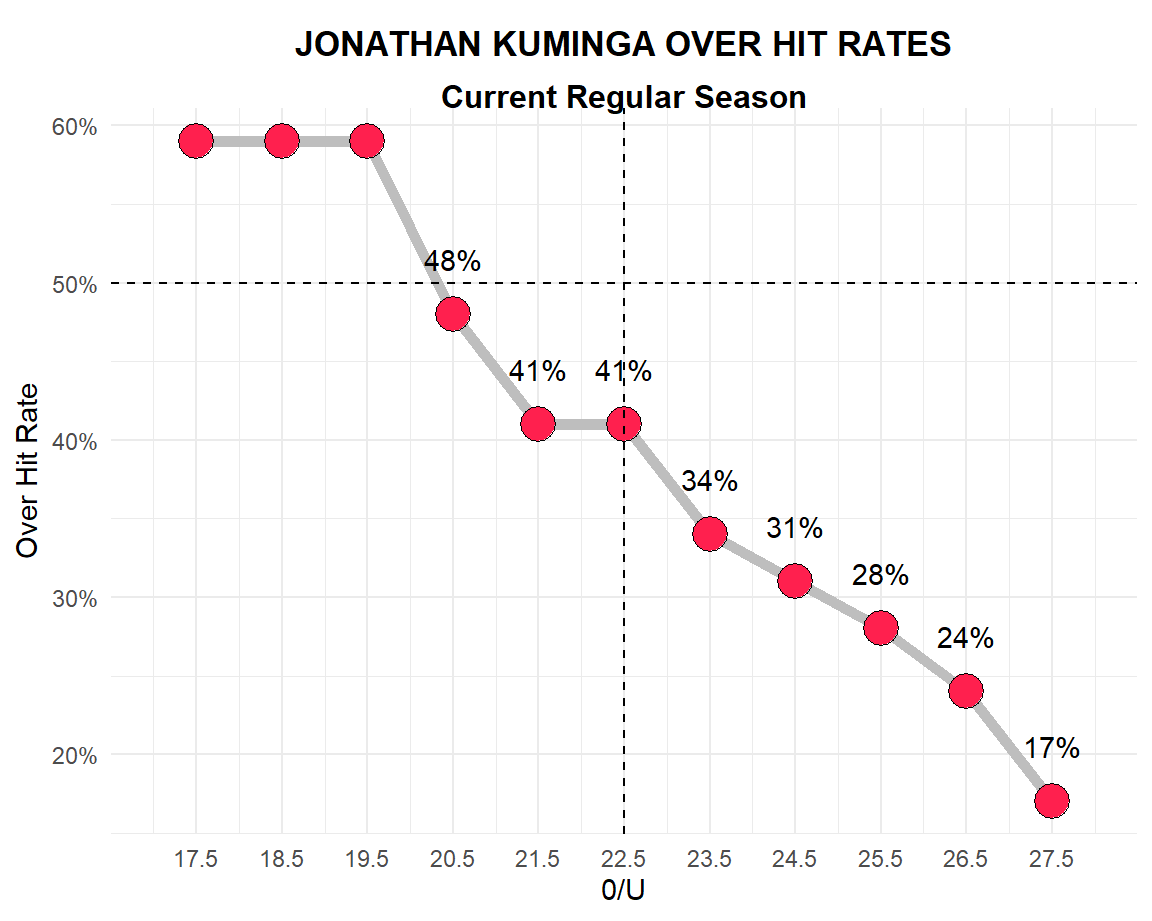 JONATHAN KUMINGA OVER HIT RATES
Current Regular Season
60%
50%
40%
30%
20%
Over Hit Rate
48%
41%
41%
34%
31%
28%
24%
17%
17.5 18.5 19.5 20.5 21.5 22.5 23.5 24.5 25.5 26.5 27.5
0/U